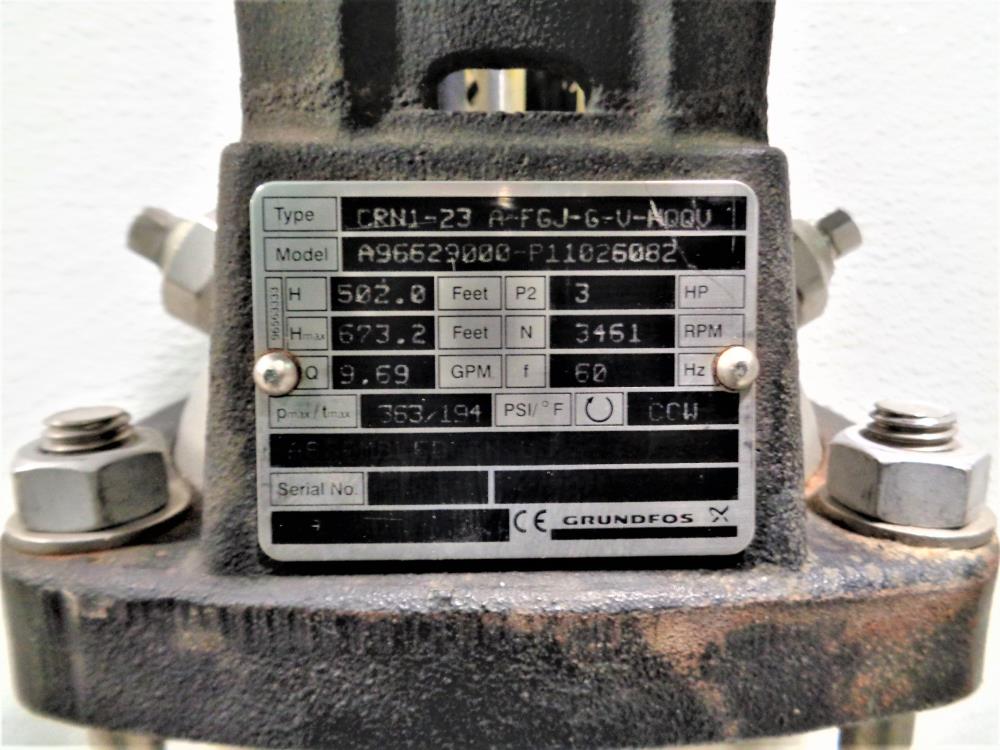 Type CRN1-23 A-FGJ-G-V-HQQV
Model A96629000-P11026082
96563333
H 502.0 Feet P2 3 HP
Hmax 673.2 Feet N 3461 RPM
Q 9.69 GPM f 60 Hz
pmax/tmax 363/194 PSI/°F CCW
Serial No.
CE GRUNDFOS